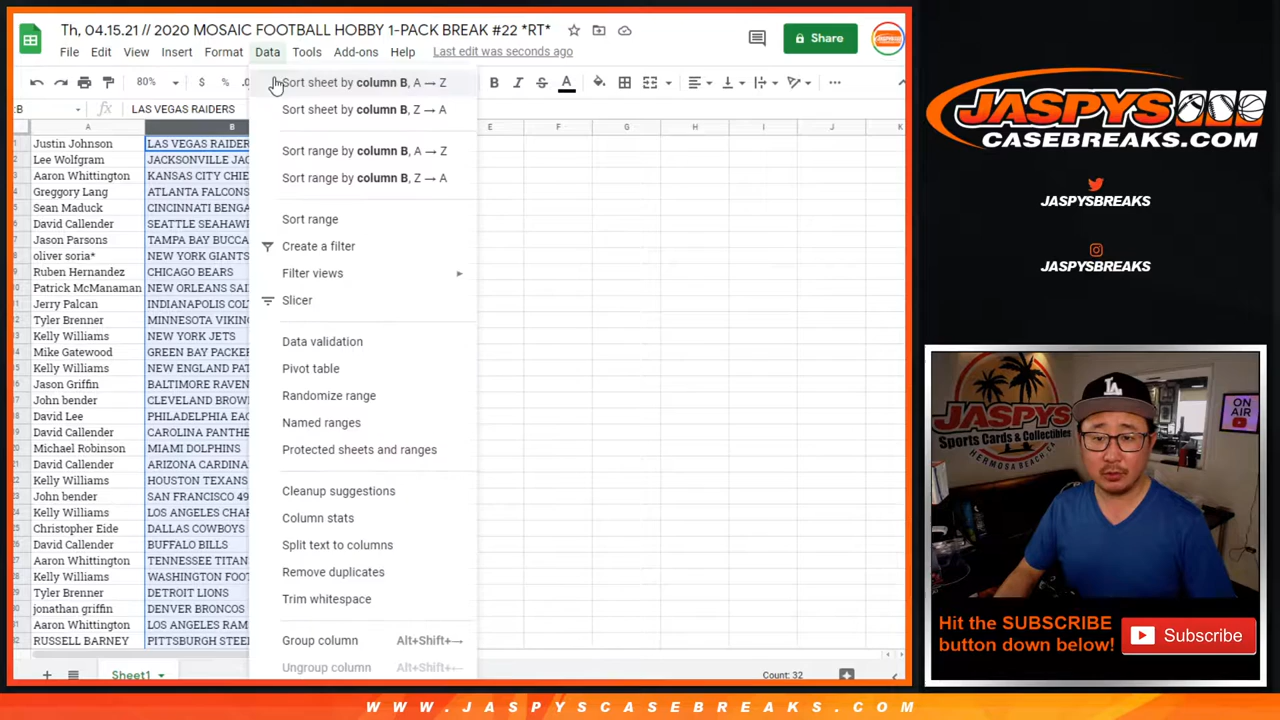 Th, 04.15.21 // 2020 MOSAIC FOOTBALL HOBBY 1-PACK BREAK #22 *RT*
File Edit View Insert Format Data Tools Add-ons Help Last edit was seconds ago
Share
80% $ % .0
LAS VEGAS RAIDERS
A B E F G H I J K
Justin Johnson LAS VEGAS RAIDER
Lee Wolfgram JACKSONVILLE JAG
Aaron Whittington KANSAS CITY CHIE
Greggory Lang ATLANTA FALCONS
Sean Maduck CINCINNATI BENGA
David Callender SEATTLE SEAHAW
Jason Parsons TAMPA BAY BUCCA
oliver soria* NEW YORK GIANTS
Ruben Hernandez CHICAGO BEARS
Patrick McManaman NEW ORLEANS SAI
Jerry Palcan INDIANAPOLIS COL
Tyler Brenner MINNESOTA VIKIN
Kelly Williams NEW YORK JETS
Mike Gatewood GREEN BAY PACKER
Kelly Williams NEW ENGLAND PAT
Jason Griffin BALTIMORE RAVEN
John bender CLEVELAND BROW
David Lee PHILADELPHIA EAG
David Callender CAROLINA PANTHE
Michael Robinson MIAMI DOLPHINS
David Callender ARIZONA CARDINA
Kelly Williams HOUSTON TEXANS
John bender SAN FRANCISCO 49
Kelly Williams LOS ANGELES CHAR
Christopher Eide DALLAS COWBOYS
David Callender BUFFALO BILLS
Aaron Whittington TENNESSEE TITAN
Kelly Williams WASHINGTON FOOT
Tyler Brenner DETROIT LIONS
jonathan griffin DENVER BRONCOS
Aaron Whittington LOS ANGELES RAM
RUSSELL BARNEY PITTSBURGH STEE
Sort sheet by column B, A → Z
Sort sheet by column B, Z → A
Sort range by column B, A → Z
Sort range by column B, Z → A
Sort range
Create a filter
Filter views
Slicer
Data validation
Pivot table
Randomize range
Named ranges
Protected sheets and ranges
Cleanup suggestions
Column stats
Split text to columns
Remove duplicates
Trim whitespace
Group column Alt+Shift+→
Ungroup column Alt+Shift+←
Sheet1
Count: 32
JASPYS
CASEBREAKS.COM
JASPYSBREAKS
JASPYSBREAKS
JASPYS
Sports Cards & Collectibles
HERMOSA BEACH, CA
LA
ON AIR
Hit the SUBSCRIBE
button down below!
Subscribe
WWW.JASPYSCASEBREAKS.COM